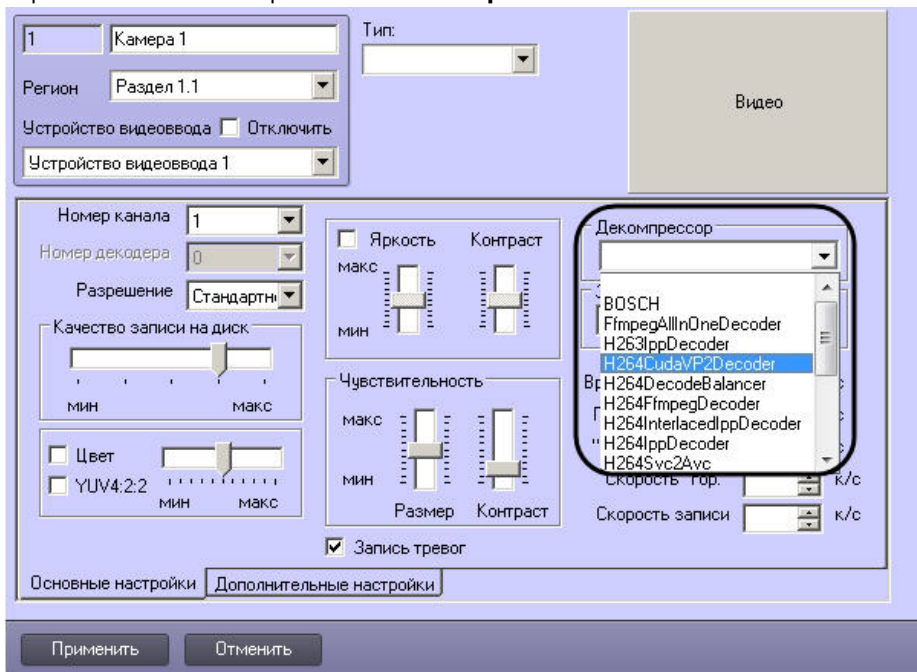 1
Камера 1
Тип:
Регион
Раздел 1.1
Устройство видеоввода
Отключить
Устройство видеоввода 1
Видео
Номер канала
1
Номер декодера
0
Разрешение
Стандартн
Качество записи на диск
мин
макс
Цвет
YUV4:2:2
мин
макс
Яркость
Контраст
макс
мин
Чувствительность
макс
мин
Размер
Контраст
Запись тревог
Декомпрессор
BOSCH
FfmpegAllInOneDecoder
H263IppDecoder
H264CudaVP2Decoder
H264DecodeBalancer
H264FfmpegDecoder
H264InterlacedIppDecoder
H264IppDecoder
H264Svc2Avc
Скорость "гор."
к/с
Скорость записи
к/с
Основные настройки
Дополнительные настройки
Применить
Отменить